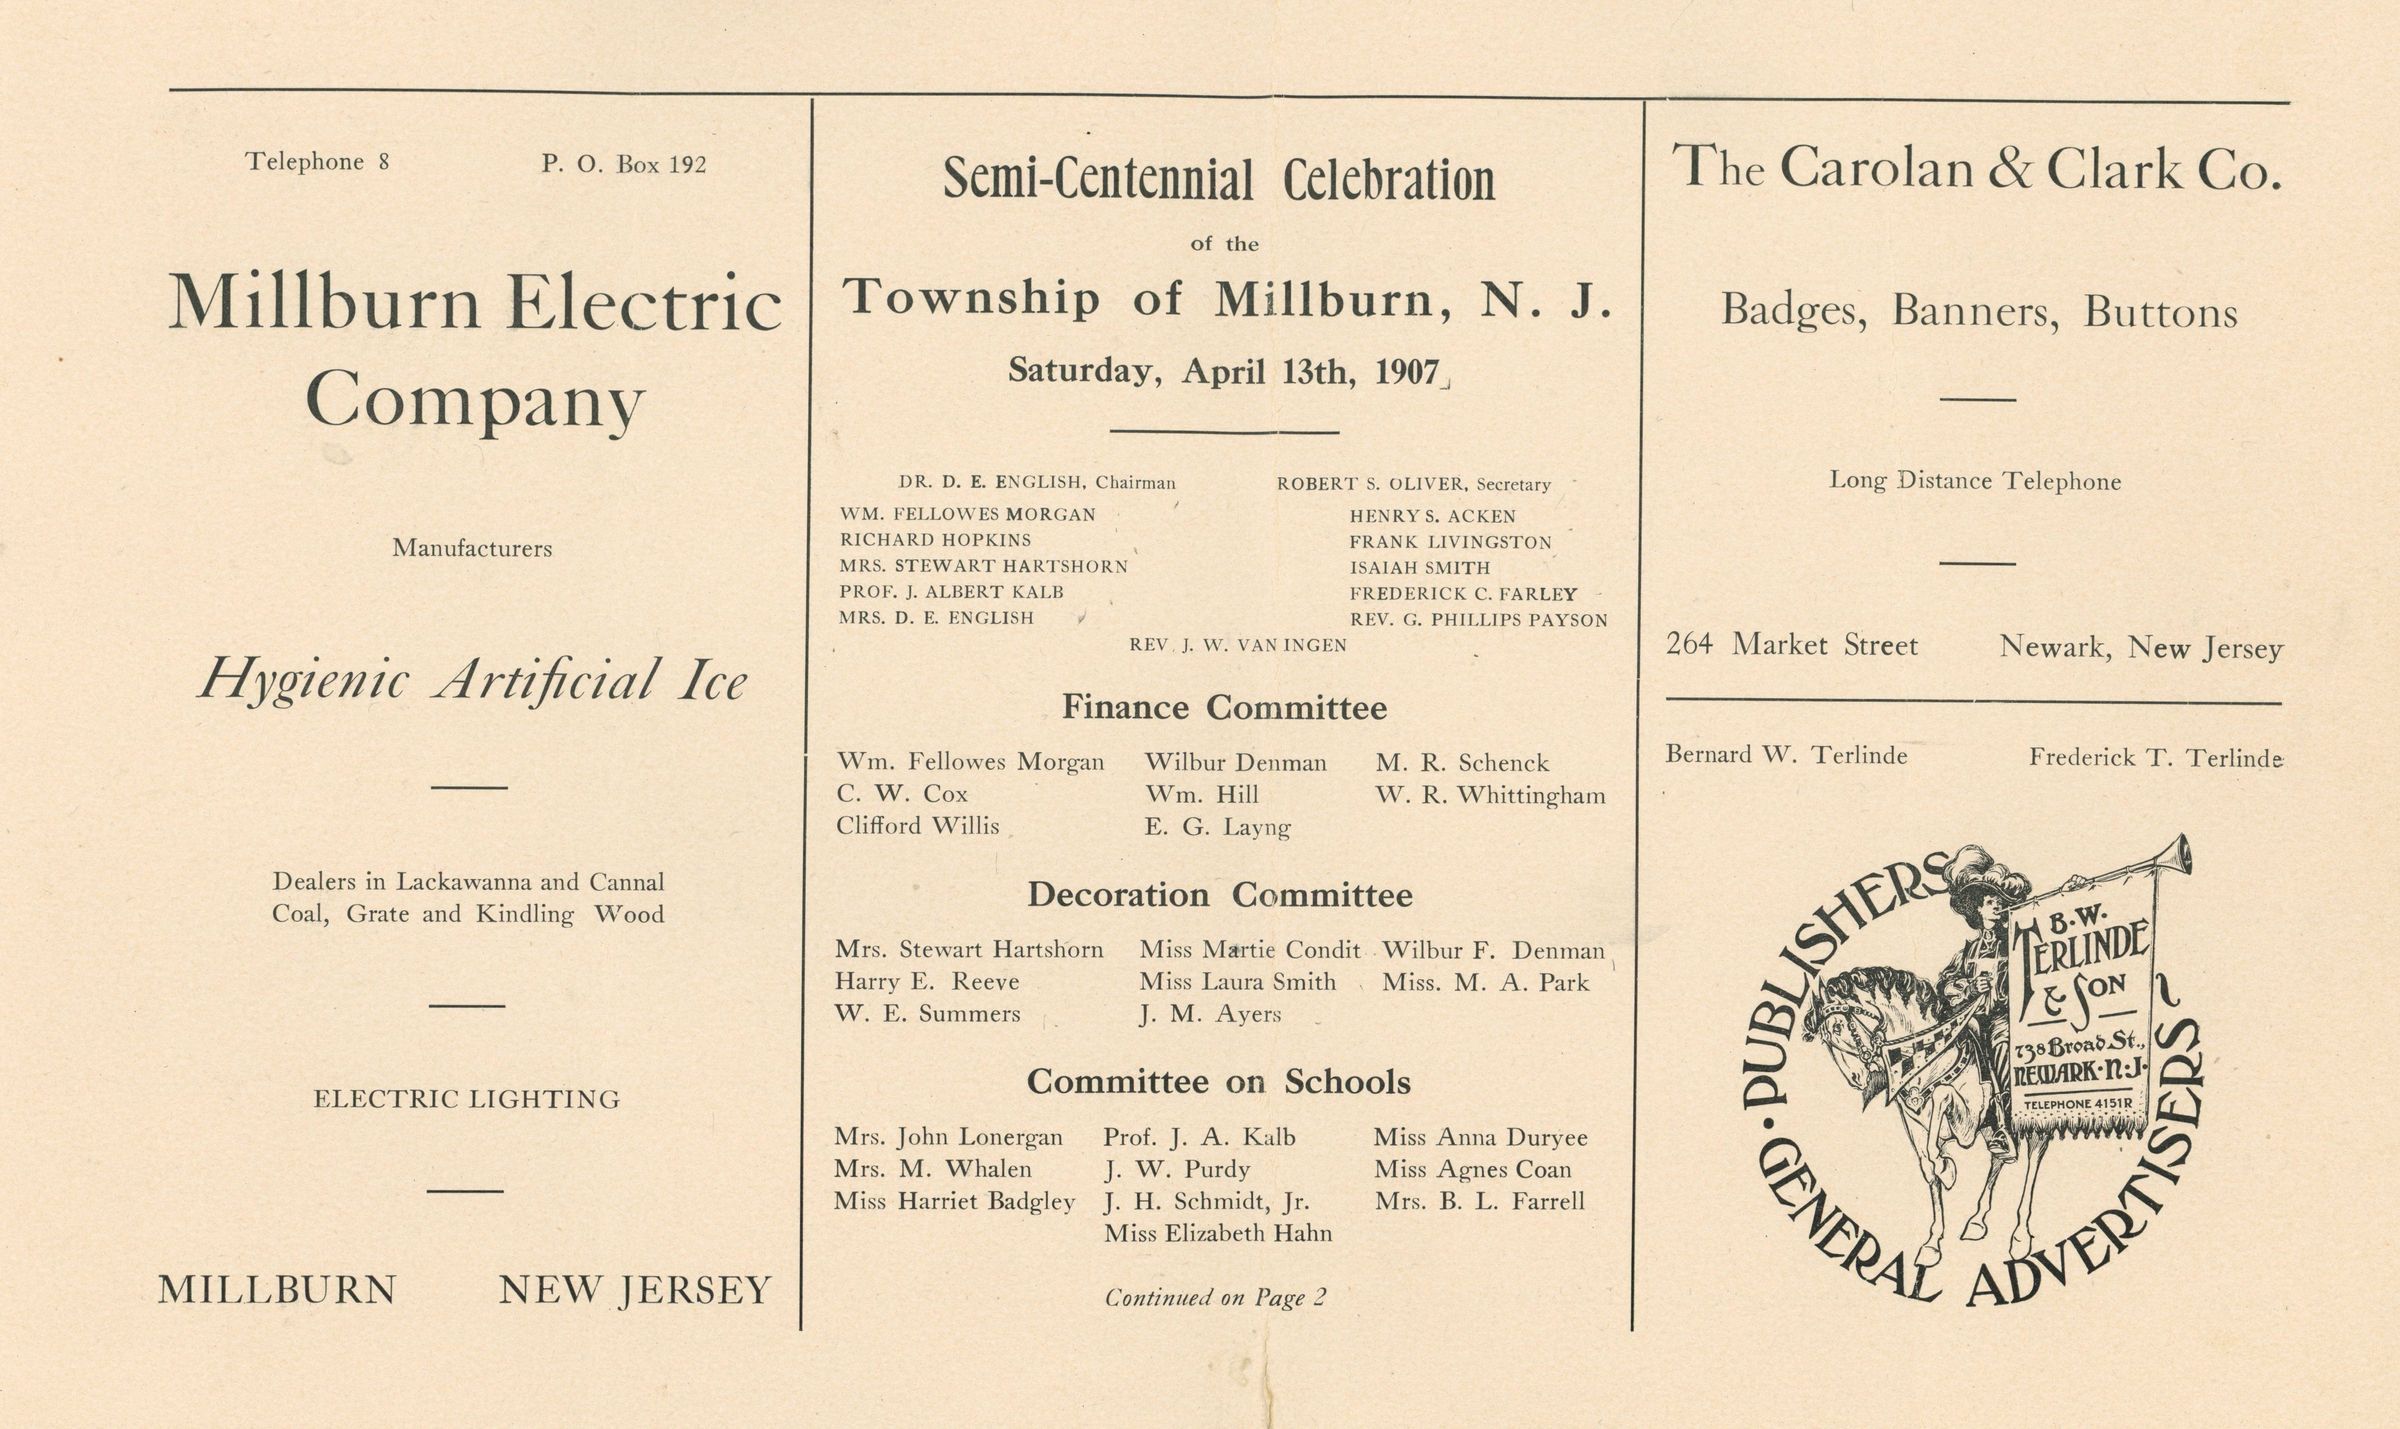 Telephone 8 P. O. Box 192
Millburn Electric
Company
Manufacturers
Hygienic Artificial Ice
Dealers in Lackawanna and Cannal
Coal, Grate and Kindling Wood
ELECTRIC LIGHTING
MILLBURN NEW JERSEY
Semi-Centennial Celebration
of the
Township of Millburn, N. J.
Saturday, April 13th, 1907
DR. D. E. ENGLISH, Chairman ROBERT S. OLIVER, Secretary
WM. FELLOWES MORGAN HENRY S. ACKEN
RICHARD HOPKINS FRANK LIVINGSTON
MRS. STEWART HARTSHORN ISAIAH SMITH
PROF. J. ALBERT KALB FREDERICK C. FARLEY
MRS. D. E. ENGLISH REV. G. PHILLIPS PAYSON
REV. J. W. VAN INGEN
Finance Committee
Wm. Fellowes Morgan Wilbur Denman M. R. Schenck
C. W. Cox Wm. Hill W. R. Whittingham
Clifford Willis E. G. Layng
Decoration Committee
Mrs. Stewart Hartshorn Miss Martie Condit Wilbur F. Denman
Harry E. Reeve Miss Laura Smith Miss. M. A. Park
W. E. Summers J. M. Ayers
Committee on Schools
Mrs. John Lonergan Prof. J. A. Kalb Miss Anna Duryee
Mrs. M. Whalen J. W. Purdy Miss Agnes Coan
Miss Harriet Badgley J. H. Schmidt, Jr. Mrs. B. L. Farrell
Miss Elizabeth Hahn
Continued on Page 2
The Carolan & Clark Co.
Badges, Banners, Buttons
Long Distance Telephone
264 Market Street Newark, New Jersey
Bernard W. Terlinde Frederick T. Terlinde
PUBLISHERS
B.W.
TERLINDE
& SON
738 Broad St.,
NEWARK·N.J.
TELEPHONE 4151R
GENERAL ADVERTISERS